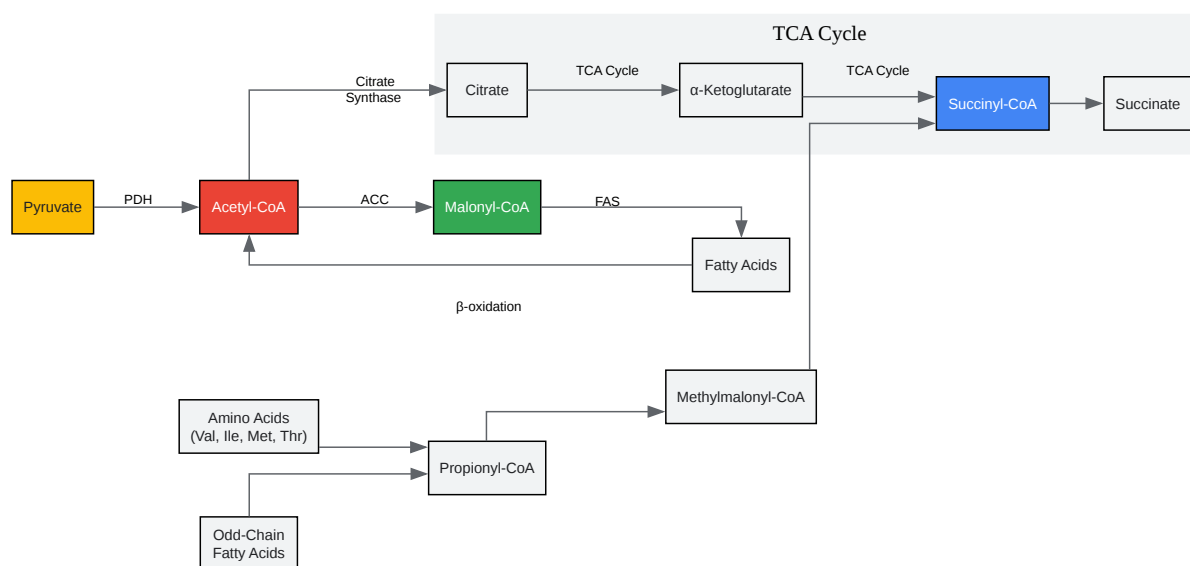 TCA Cycle
Citrate
Synthase
Citrate
TCA Cycle
α-Ketoglutarate
TCA Cycle
Succinyl-CoA
Succinate
Pyruvate
PDH
Acetyl-CoA
ACC
Malonyl-CoA
FAS
Fatty Acids
β-oxidation
Methylmalonyl-CoA
Amino Acids
(Val, Ile, Met, Thr)
Propionyl-CoA
Odd-Chain
Fatty Acids